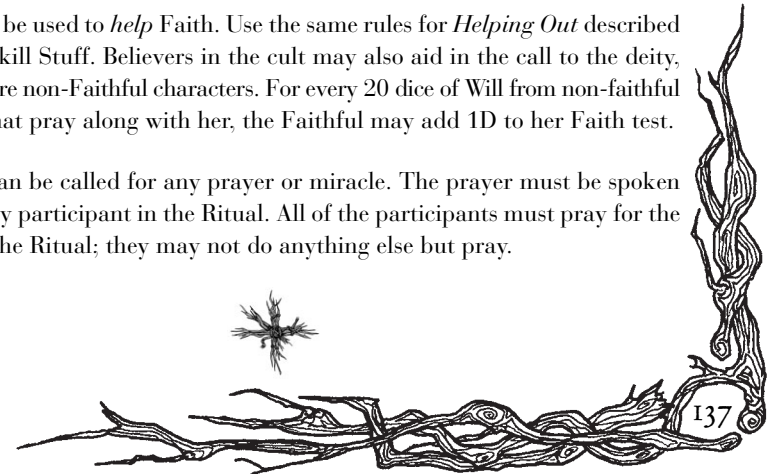 be used to help Faith. Use the same rules for Helping Out described
kill Stuff. Believers in the cult may also aid in the call to the deity,
re non-Faithful characters. For every 20 dice of Will from non-faithful
at pray along with her, the Faithful may add 1D to her Faith test.
an be called for any prayer or miracle. The prayer must be spoken
y participant in the Ritual. All of the participants must pray for the
he Ritual; they may not do anything else but pray.
137